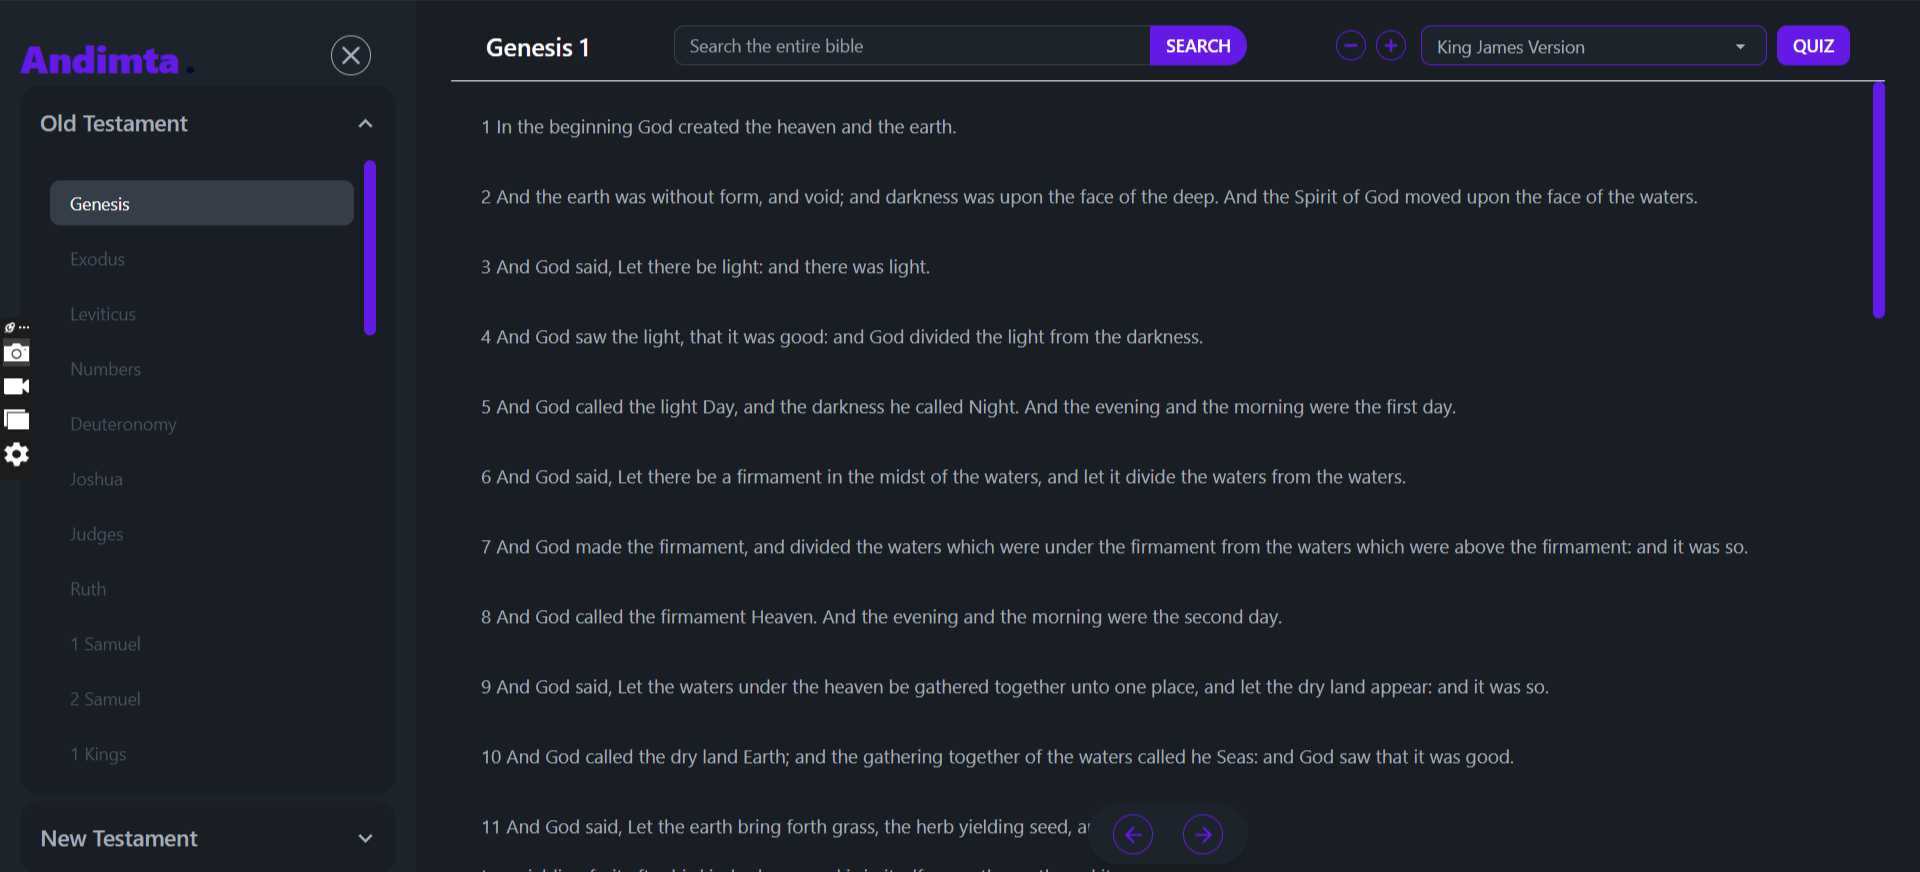 Andimta.
Old Testament
Genesis
Exodus
Leviticus
Numbers
Deuteronomy
Joshua
Judges
Ruth
1 Samuel
2 Samuel
1 Kings
New Testament
Genesis 1
Search the entire bible
SEARCH
King James Version
QUIZ
1 In the beginning God created the heaven and the earth.
2 And the earth was without form, and void; and darkness was upon the face of the deep. And the Spirit of God moved upon the face of the waters.
3 And God said, Let there be light: and there was light.
4 And God saw the light, that it was good: and God divided the light from the darkness.
5 And God called the light Day, and the darkness he called Night. And the evening and the morning were the first day.
6 And God said, Let there be a firmament in the midst of the waters, and let it divide the waters from the waters.
7 And God made the firmament, and divided the waters which were under the firmament from the waters which were above the firmament: and it was so.
8 And God called the firmament Heaven. And the evening and the morning were the second day.
9 And God said, Let the waters under the heaven be gathered together unto one place, and let the dry land appear: and it was so.
10 And God called the dry land Earth; and the gathering together of the waters called he Seas: and God saw that it was good.
11 And God said, Let the earth bring forth grass, the herb yielding seed,